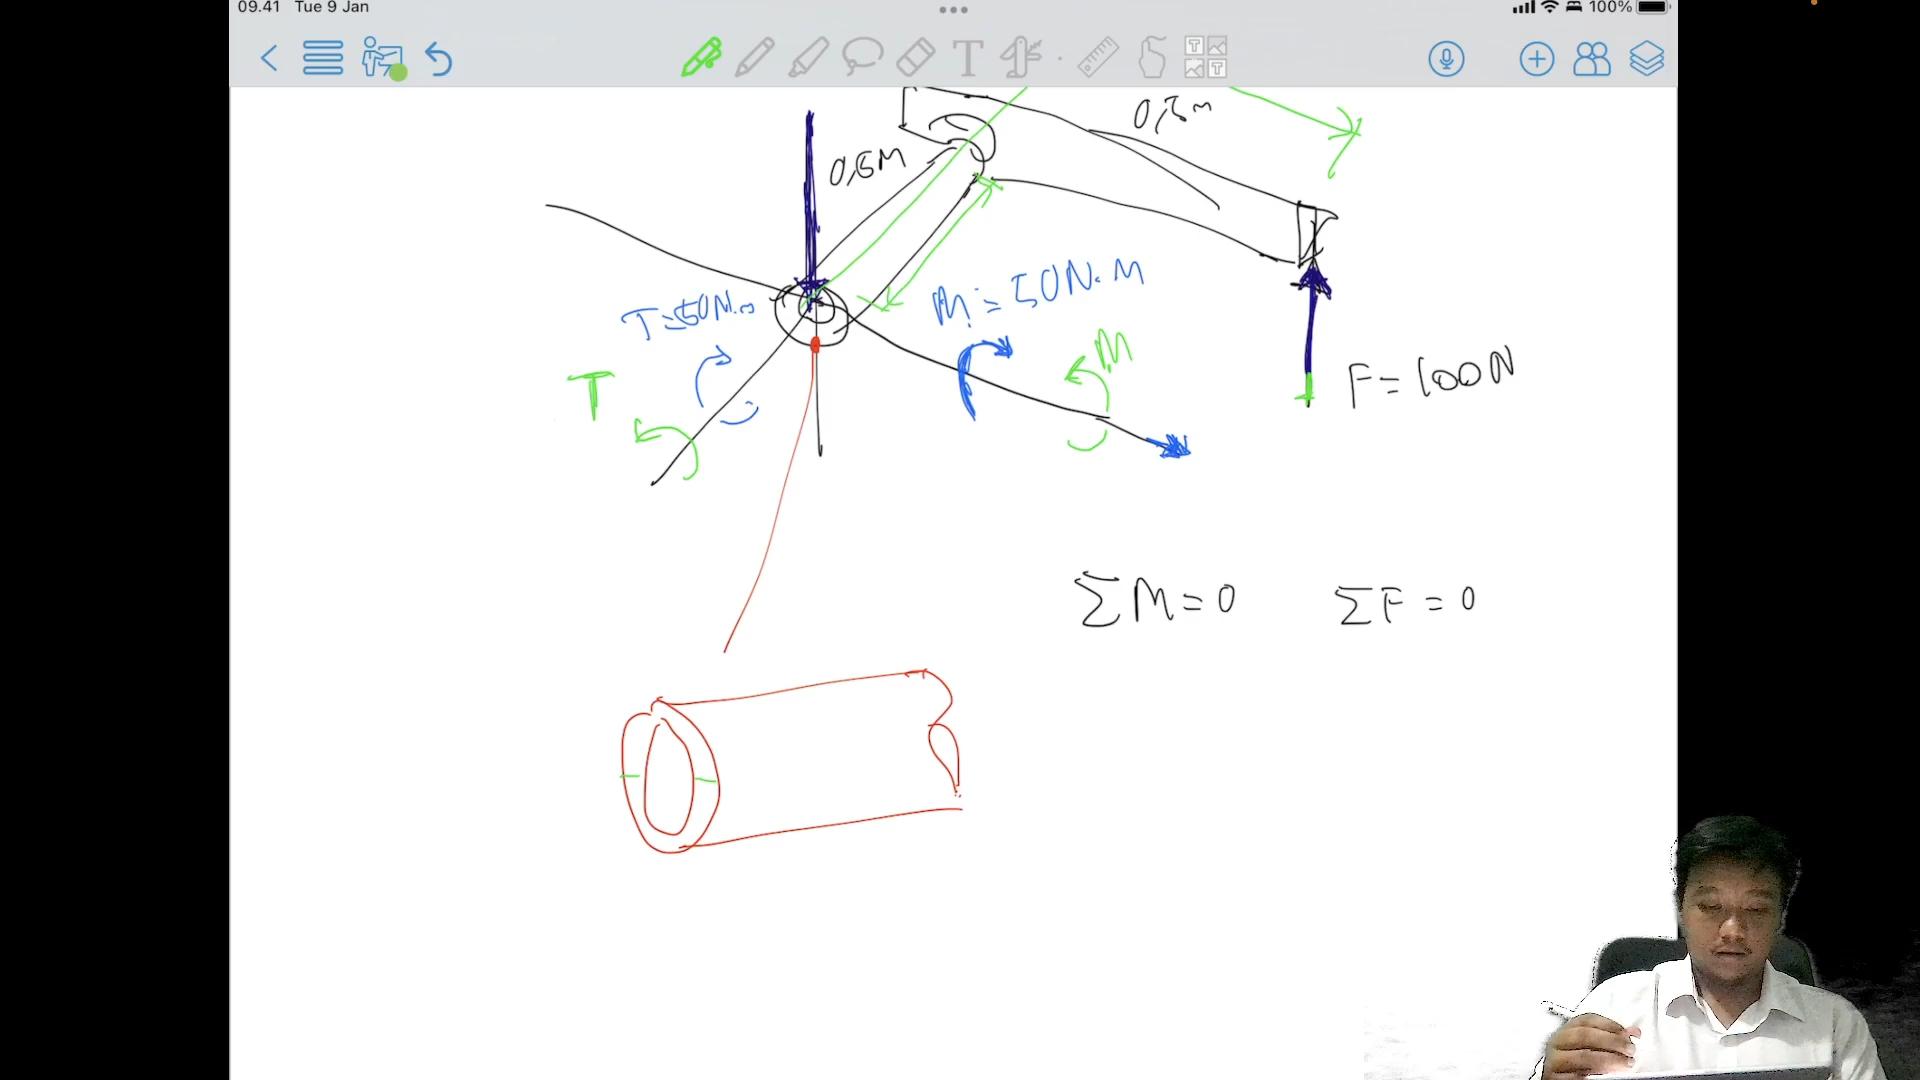 09.41 Tue 9 Jan
100%
T
0,5m
0,5M
T=50N.m
M=50N.M
M
T
F=100N
ΣM=0 ΣF=0